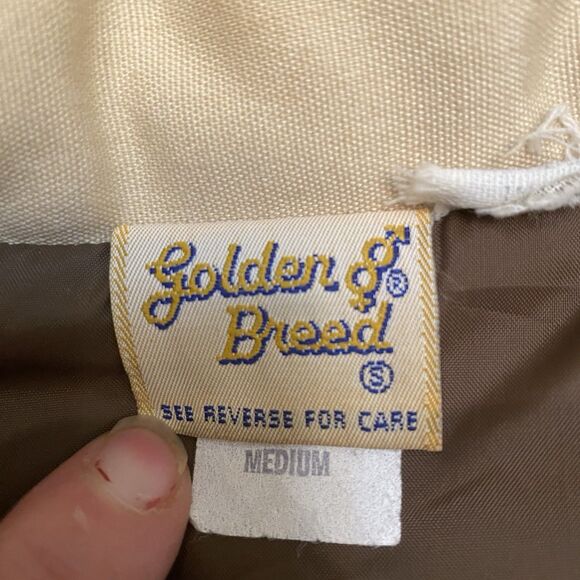 Golden ®
Breed
Ⓢ
SEE REVERSE FOR CARE
MEDIUM